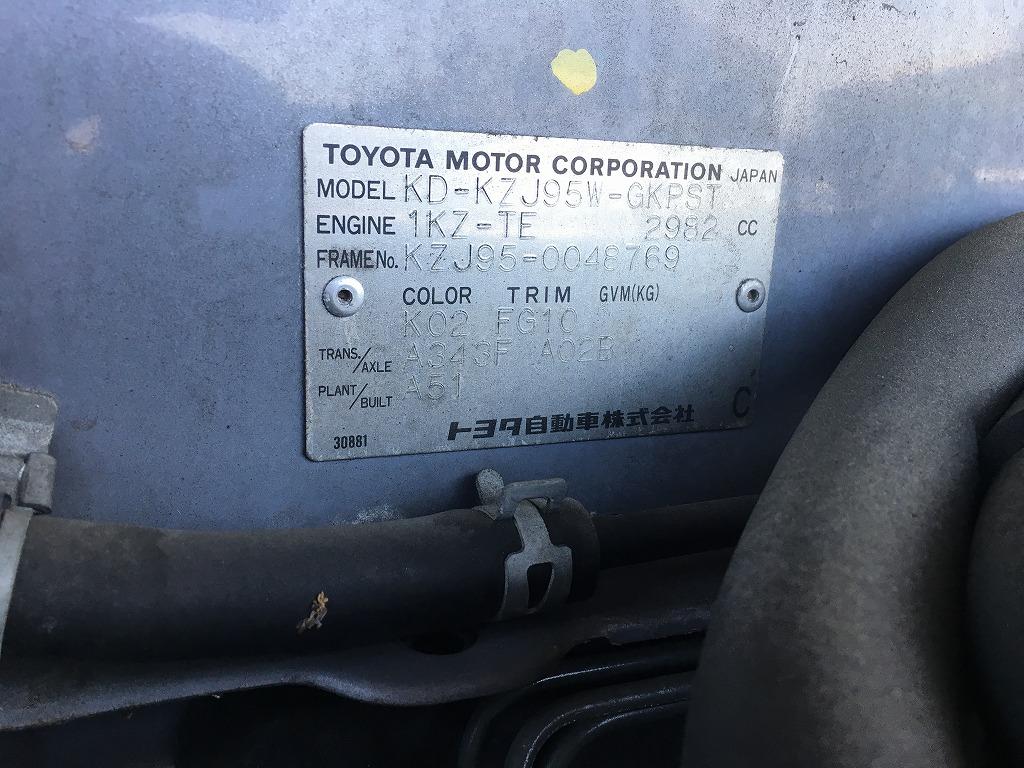 TOYOTA MOTOR CORPORATION JAPAN
MODEL KD-KZJ95W-GKPST
ENGINE 1KZ-TE 2982 CC
FRAME No. KZJ95-0048769
COLOR TRIM GVM(KG)
K02 FG10
TRANS./AXLE A343F A02B
PLANT/BUILT A51
C
30881 トヨタ自動車株式会社